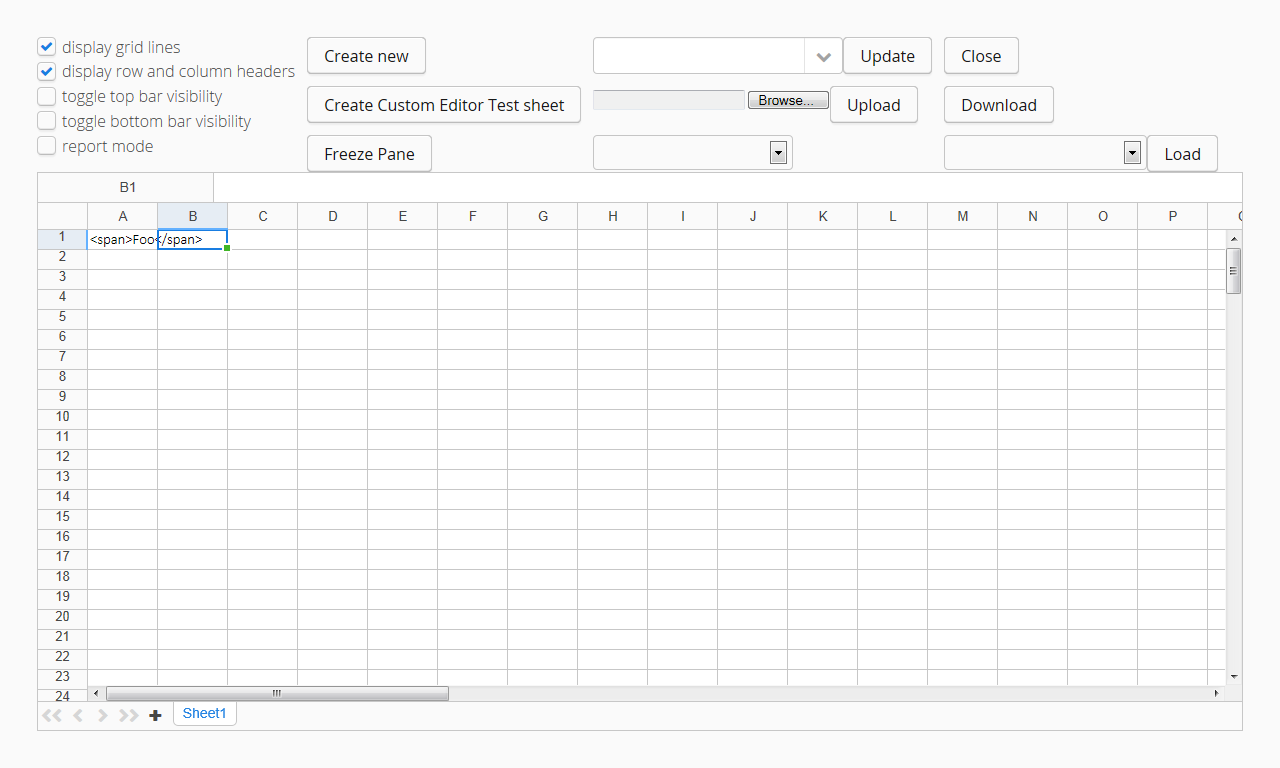 display grid lines
display row and column headers
toggle top bar visibility
toggle bottom bar visibility
report mode
Create new
Update
Close
Create Custom Editor Test sheet
Browse...
Upload
Download
Freeze Pane
Load
B1
A B C D E F G H I J K L M N O P
1 <span>Foo</span>
2
3
4
5
6
7
8
9
10
11
12
13
14
15
16
17
18
19
20
21
22
23
24
Sheet1